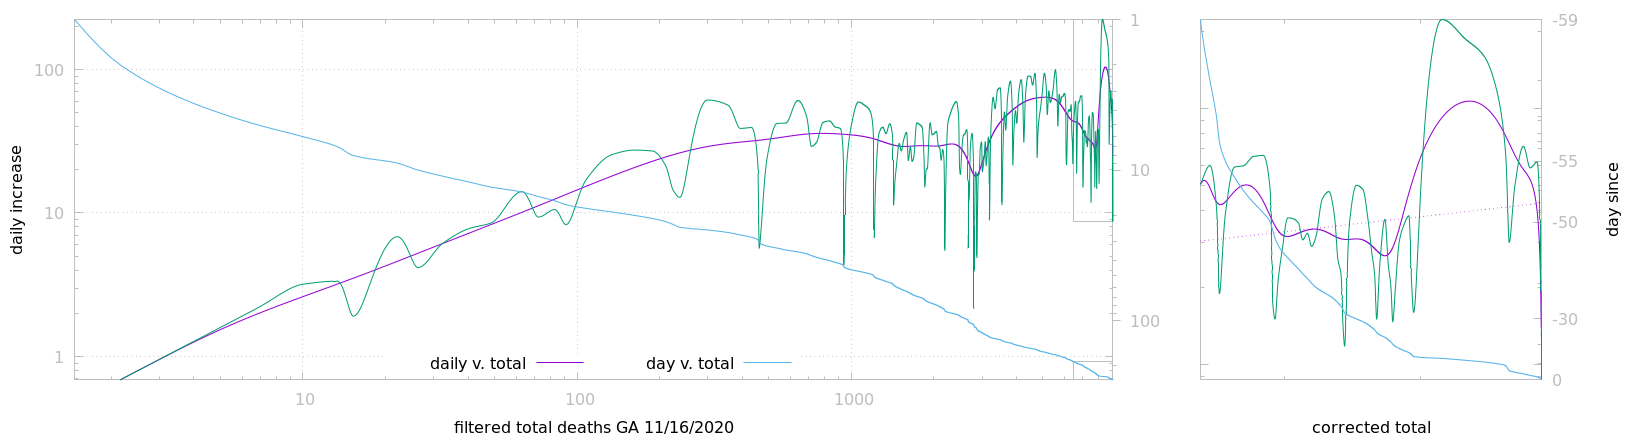 1
-59
100
daily increase
10
-55
day since
10
-50
100
-30
1
daily v. total
day v. total
0
10
100
1000
filtered total deaths GA 11/16/2020
corrected total